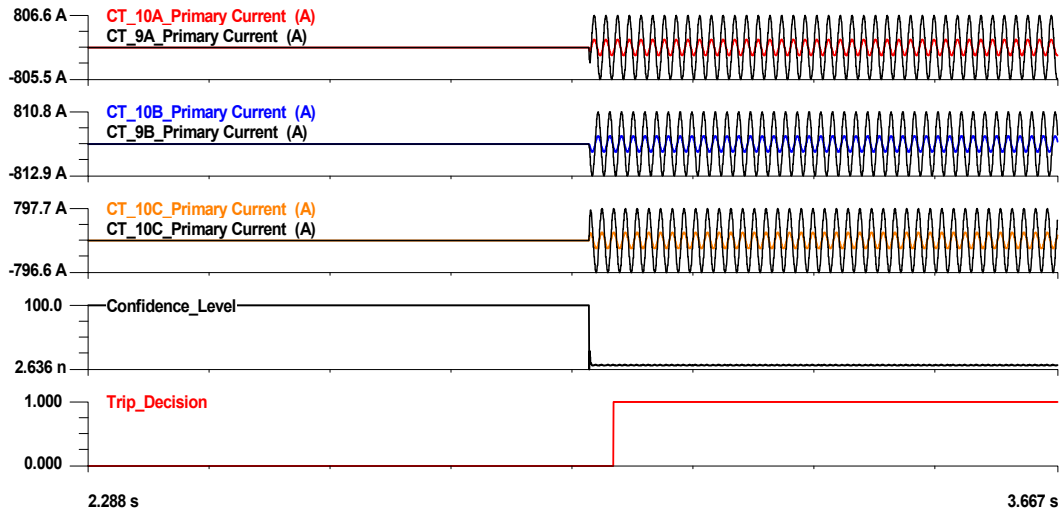 806.6 A
CT_10A_Primary Current (A)
CT_9A_Primary Current (A)
-805.5 A
810.8 A
CT_10B_Primary Current (A)
CT_9B_Primary Current (A)
-812.9 A
797.7 A
CT_10C_Primary Current (A)
CT_10C_Primary Current (A)
-796.6 A
100.0
Confidence_Level
2.636 n
1.000
Trip_Decision
0.000
2.288 s
3.667 s